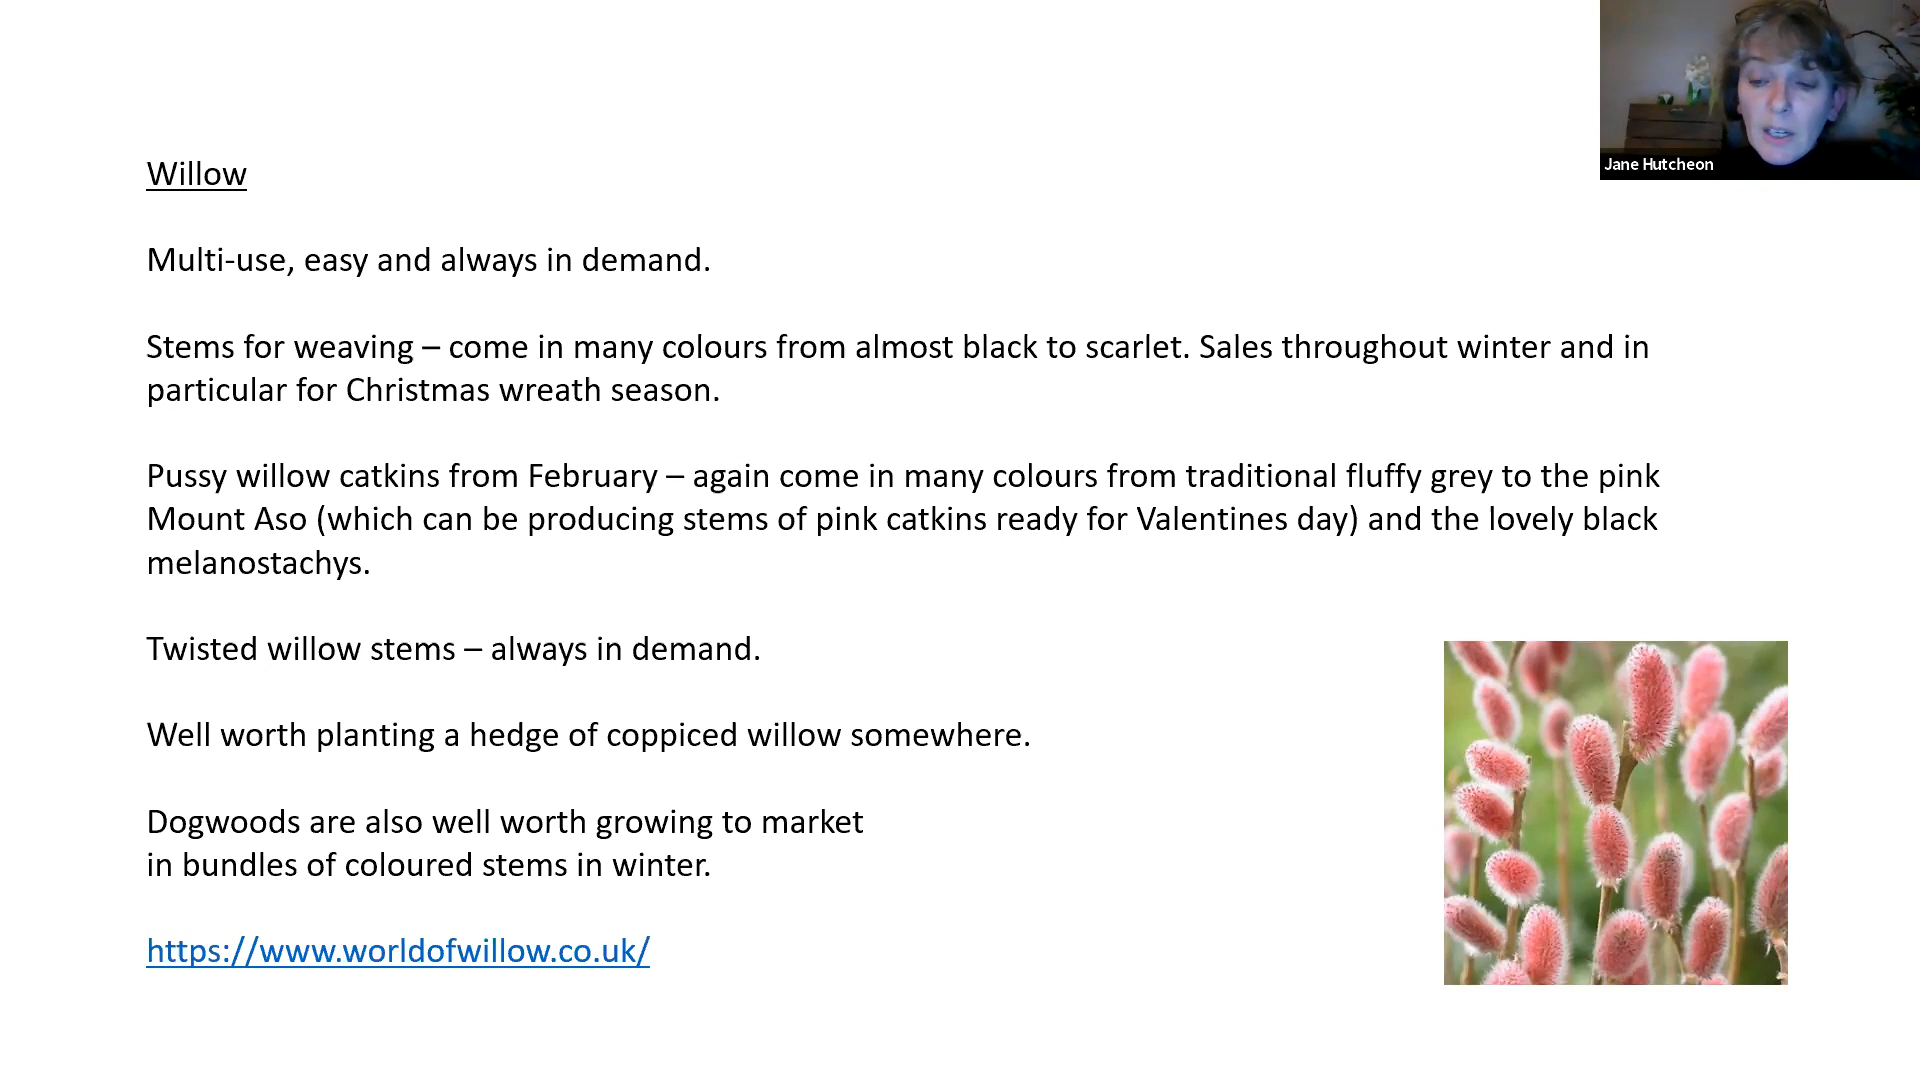 Jane Hutcheon
Willow
Multi-use, easy and always in demand.
Stems for weaving – come in many colours from almost black to scarlet. Sales throughout winter and in
particular for Christmas wreath season.
Pussy willow catkins from February – again come in many colours from traditional fluffy grey to the pink
Mount Aso (which can be producing stems of pink catkins ready for Valentines day) and the lovely black
melanostachys.
Twisted willow stems – always in demand.
Well worth planting a hedge of coppiced willow somewhere.
Dogwoods are also well worth growing to market
in bundles of coloured stems in winter.
https://www.worldofwillow.co.uk/